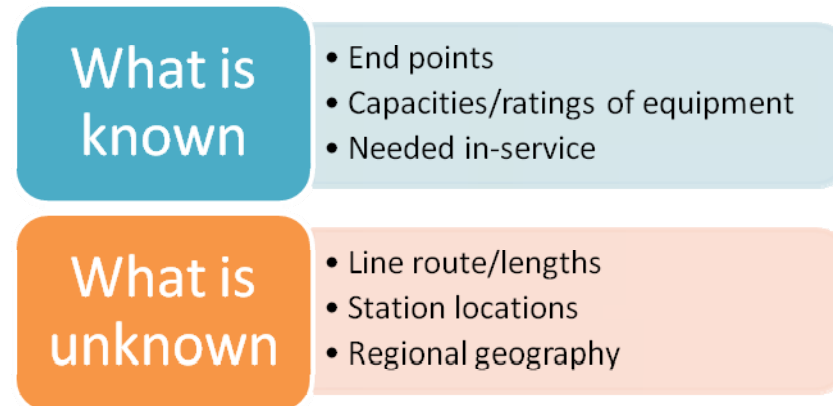 What is
known
• End points
• Capacities/ratings of equipment
• Needed in-service
What is
unknown
• Line route/lengths
• Station locations
• Regional geography